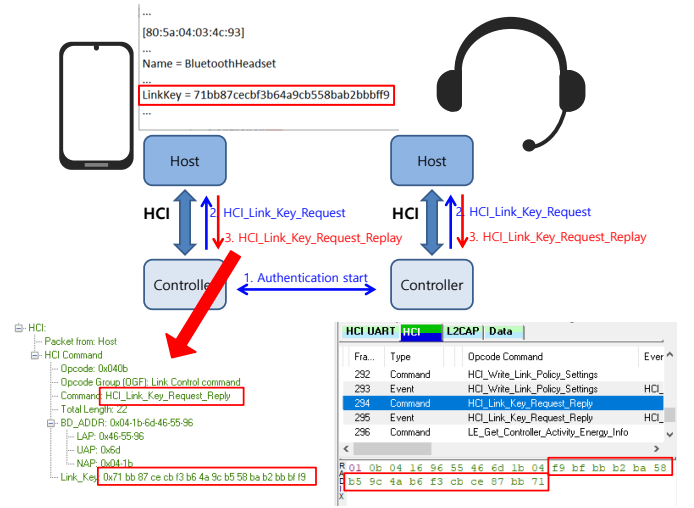 ...
[80:5a:04:03:4c:93]
...
Name = BluetoothHeadset
...
LinkKey = 71bb87cecbf3b64a9cb558bab2bbbff9
...
Host
Host
HCI
2. HCI_Link_Key_Request
3. HCI_Link_Key_Request_Replay
HCI
2. HCI_Link_Key_Request
3. HCI_Link_Key_Request_Replay
Controller
1. Authentication start
Controller
HCI:
Packet from: Host
HCI Command
Opcode: 0x040b
Opcode Group (OGF): Link Control command
Command: HCI_Link_Key_Request_Reply
Total Length: 22
BD_ADDR: 0x04-1b-6d-46-55-96
LAP: 0x46-55-96
UAP: 0x6d
NAP: 0x04-1b
Link_Key: 0x71 bb 87 ce cb f3 b6 4a 9c b5 58 ba b2 bb bf f9
HCI UART HCI L2CAP Data
Fra... Type Opcode Command Ever
292 Command HCI_Write_Link_Policy_Settings
293 Event HCI_Write_Link_Policy_Settings HCI_
294 Command HCI_Link_Key_Request_Reply
295 Event HCI_Link_Key_Request_Reply HCI_
296 Command LE_Get_Controller_Activity_Energy_Info
RADIX
01 0b 04 16 96 55 46 6d 1b 04 f9 bf bb b2 ba 58
b5 9c 4a b6 f3 cb ce 87 bb 71